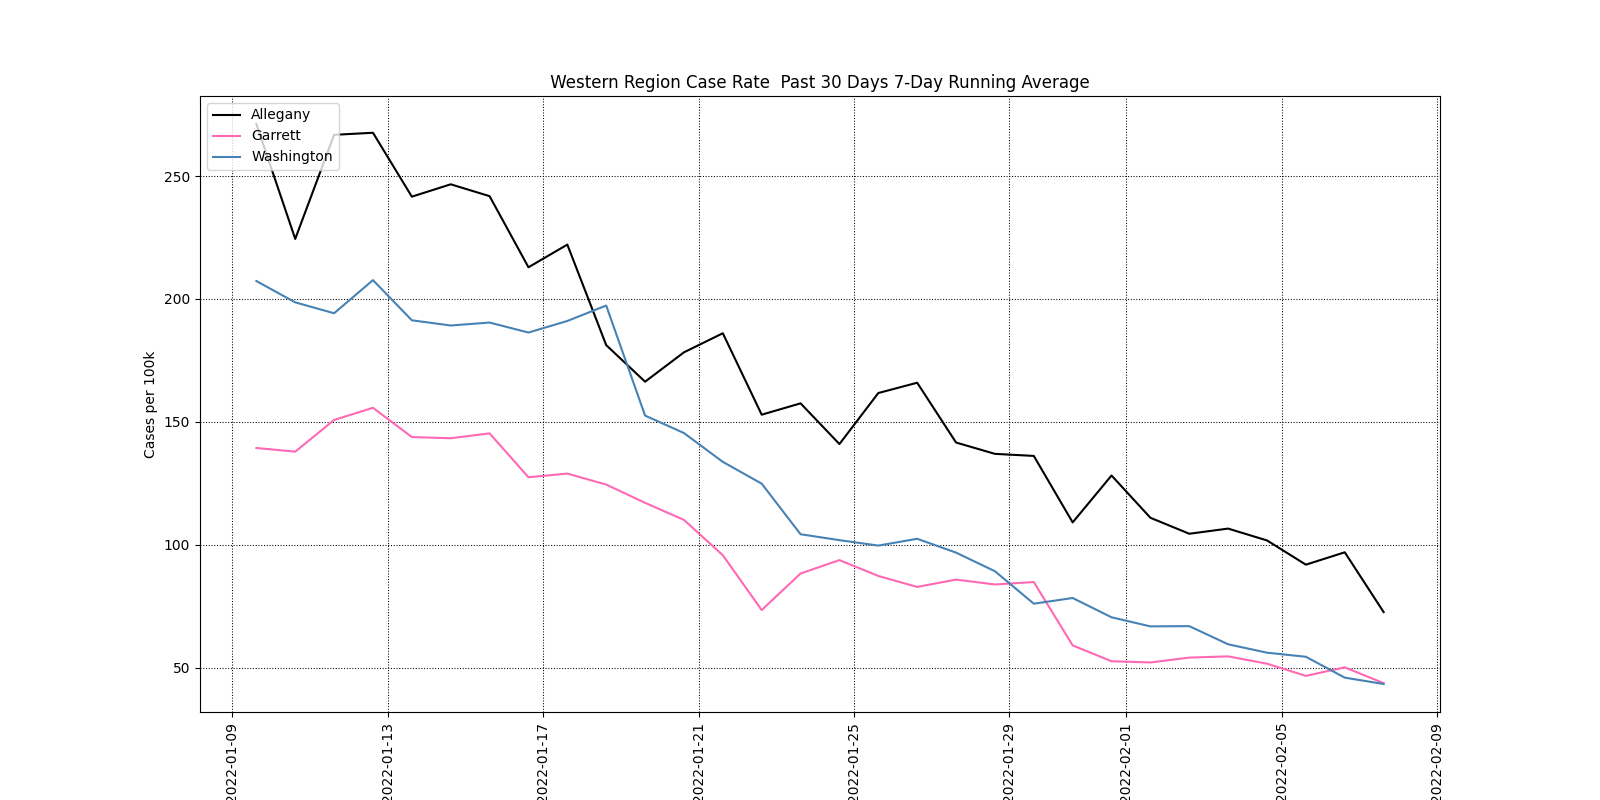 Western Region Case Rate  Past 30 Days 7-Day Running Average
Allegany
Garrett
Washington
Cases per 100k
250
200
150
100
50
2022-01-09
2022-01-13
2022-01-17
2022-01-21
2022-01-25
2022-01-29
2022-02-01
2022-02-05
2022-02-09